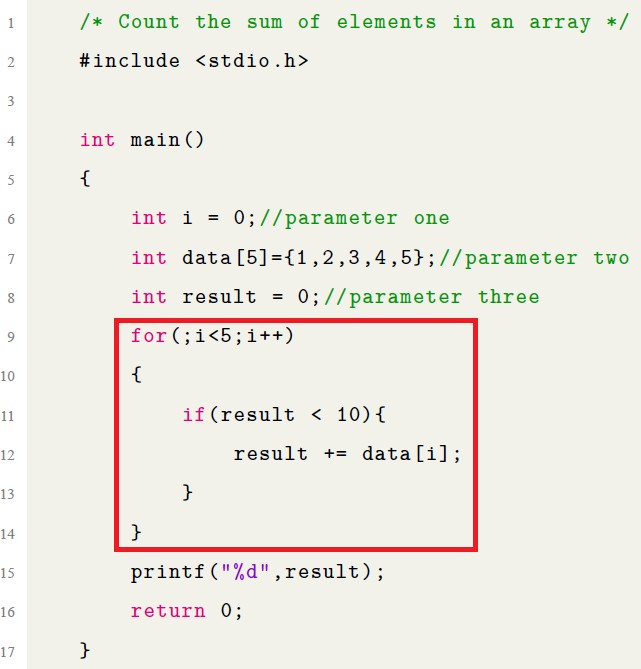 1 /* Count the sum of elements in an array */
2 #include <stdio.h>
3
4 int main()
5 {
6 int i = 0;//parameter one
7 int data[5]={1,2,3,4,5};//parameter two
8 int result = 0;//parameter three
9 for(;i<5;i++)
10 {
11 if(result < 10){
12 result += data[i];
13 }
14 }
15 printf("%d",result);
16 return 0;
17 }